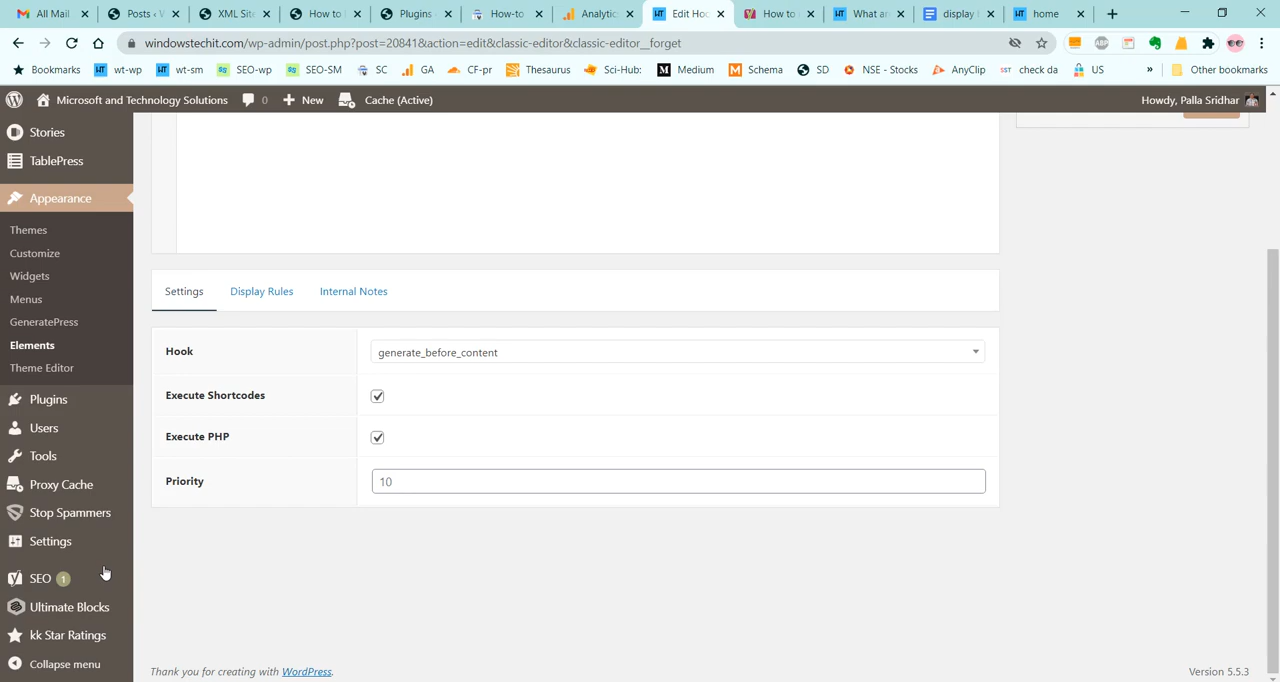 All Mail
Posts ‹ W
XML Site
How to l
Plugins ‹
How-to
Analytic
Edit Hoo
How to
What are
display
home
windowstechit.com/wp-admin/post.php?post=20841&action=edit&classic-editor&classic-editor__forget
Bookmarks
wt-wp
wt-sm
SEO-wp
SEO-SM
GA
CF-pr
Thesaurus
Sci-Hub:
Medium
Schema
SD
NSE - Stocks
AnyClip
check da
US
»
Other bookmarks
Microsoft and Technology Solutions
0
New
Cache (Active)
Howdy, Palla Sridhar
Stories
TablePress
Appearance
Themes
Customize
Widgets
Menus
GeneratePress
Elements
Theme Editor
Plugins
Users
Tools
Proxy Cache
Stop Spammers
Settings
SEO 1
Ultimate Blocks
kk Star Ratings
Collapse menu
Settings
Display Rules
Internal Notes
Hook
generate_before_content
Execute Shortcodes
Execute PHP
Priority
10
Thank you for creating with WordPress.
Version 5.5.3